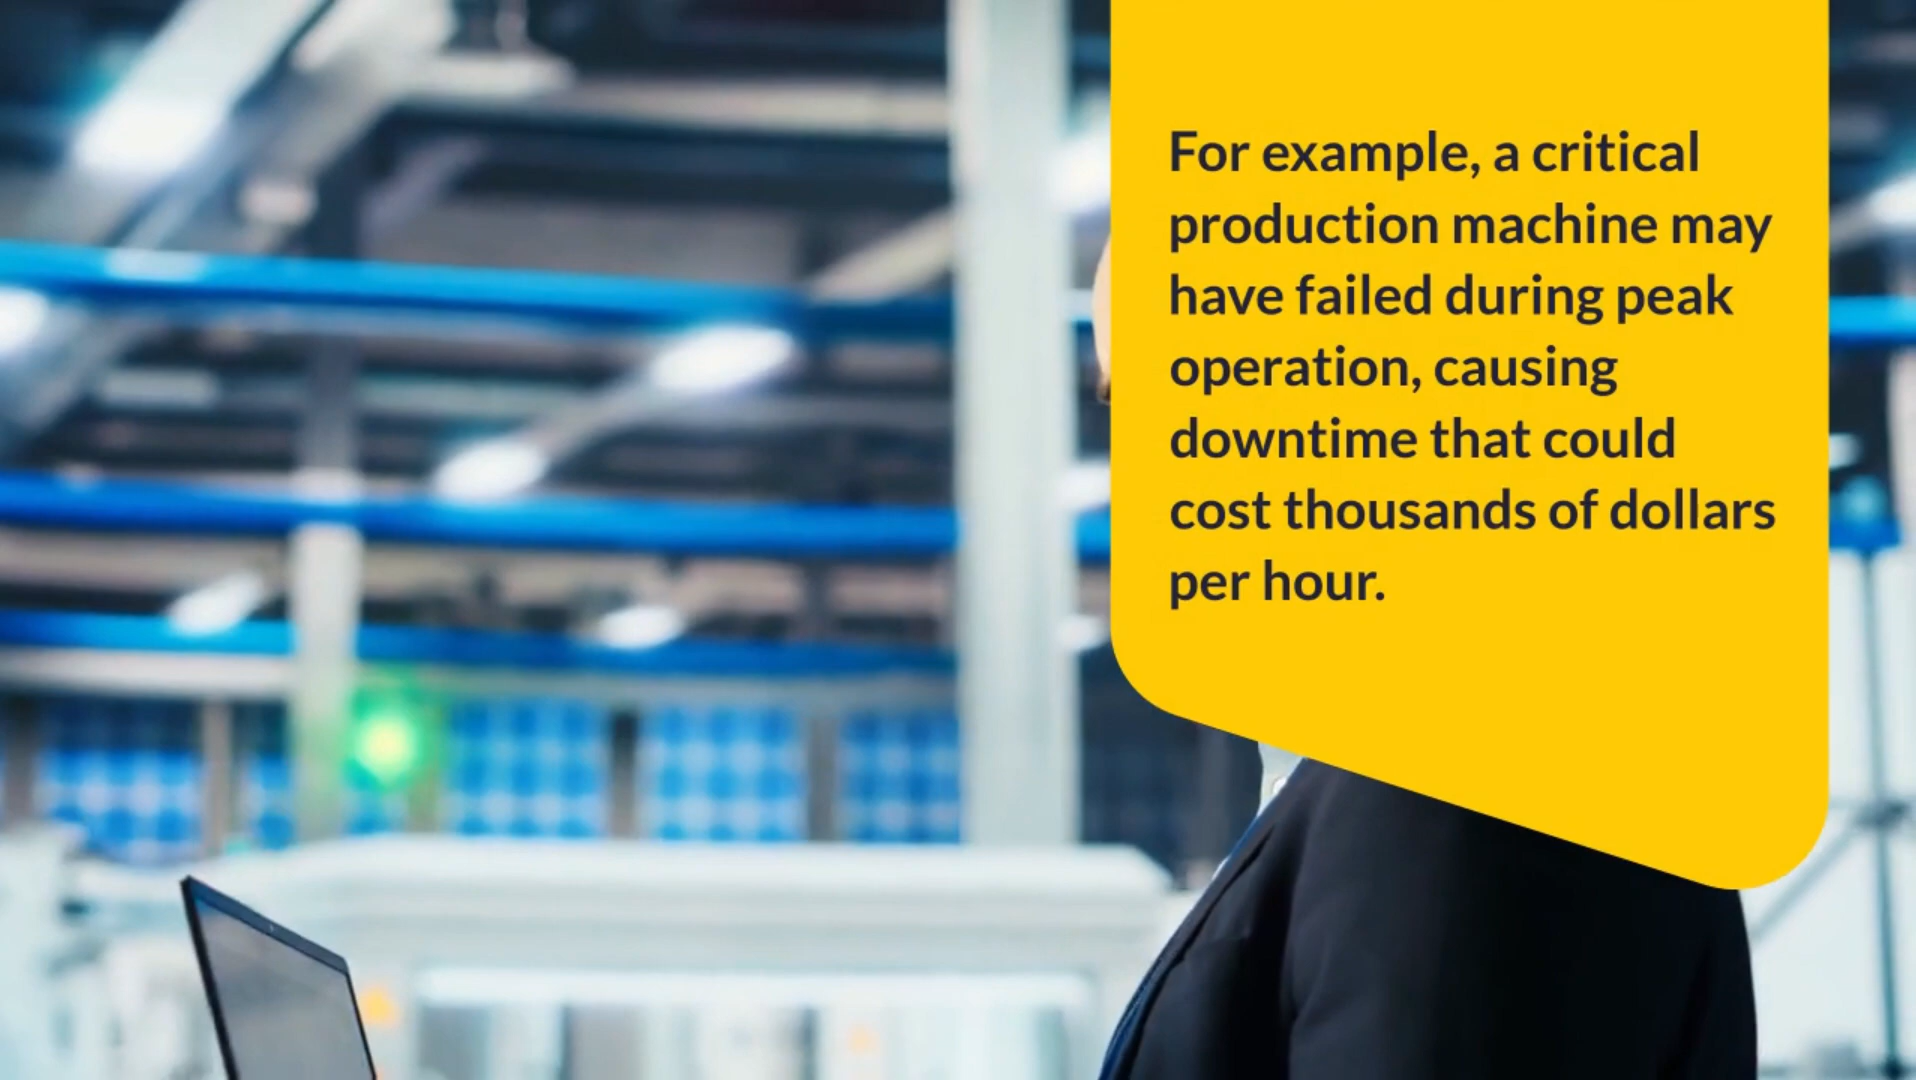 For example, a critical
production machine may
have failed during peak
operation, causing
downtime that could
cost thousands of dollars
per hour.